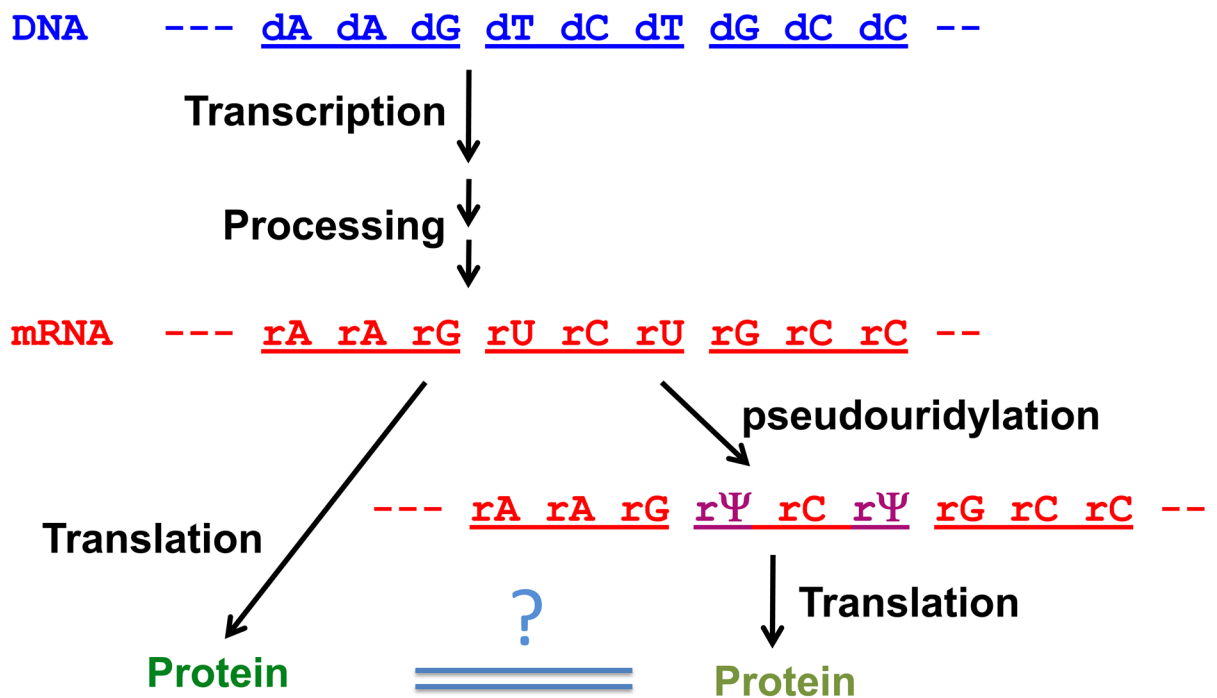 DNA --- dA dA dG dT dC dT dG dC dC --
Transcription
Processing
mRNA --- rA rA rG rU rC rU rG rC rC --
pseudouridylation
--- rA rA rG rΨ rC rΨ rG rC rC --
Translation
Translation
?
Protein
Protein